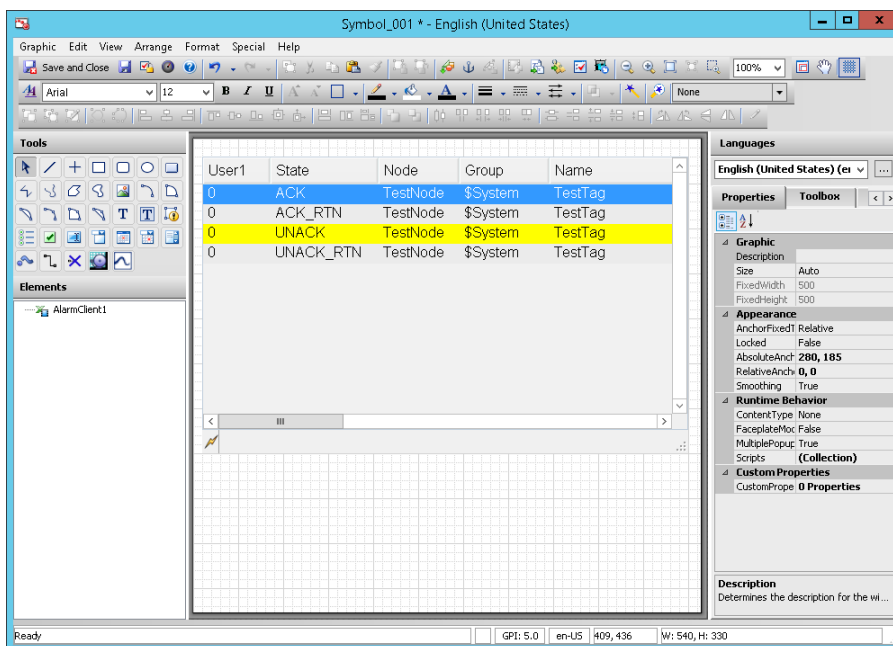 Symbol_001 * - English (United States)
Graphic Edit View Arrange Format Special Help
Save and Close 100%
Arial 12 B I U A None
Tools
T T
Elements
AlarmClient1
User1 State Node Group Name
0 ACK TestNode $System TestTag
0 ACK_RTN TestNode $System TestTag
0 UNACK TestNode $System TestTag
0 UNACK_RTN TestNode $System TestTag
Languages
English (United States) (en ...
Properties Toolbox
Graphic
Description
Size Auto
FixedWidth 500
FixedHeight 500
Appearance
AnchorFixedT Relative
Locked False
AbsoluteAnch 280, 185
RelativeAncho 0, 0
Smoothing True
Runtime Behavior
ContentType None
FaceplateMod False
MultiplePopup True
Scripts (Collection)
Custom Properties
CustomPrope 0 Properties
Description
Determines the description for the wi...
Ready GPI: 5.0 en-US 409, 436 W: 540, H: 330